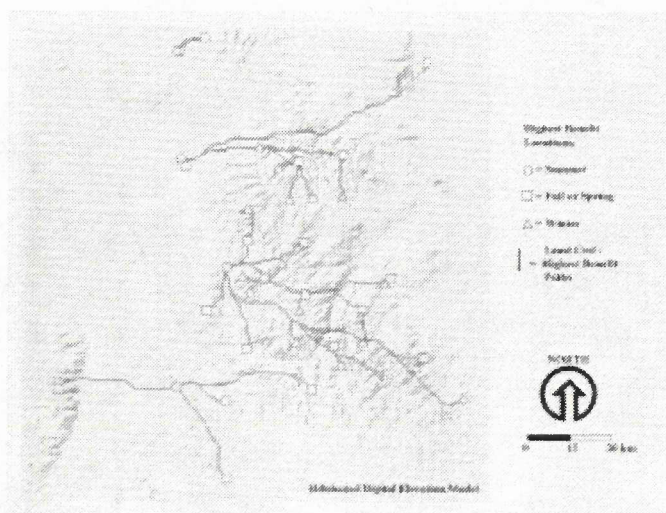 Highest Benefit
Locations:
= Summer
= Fall or Spring
= Winter
Least Cost -
= Highest Benefit
Paths
NORTH
0 15 30 km
Hillshaded Digital Elevation Model